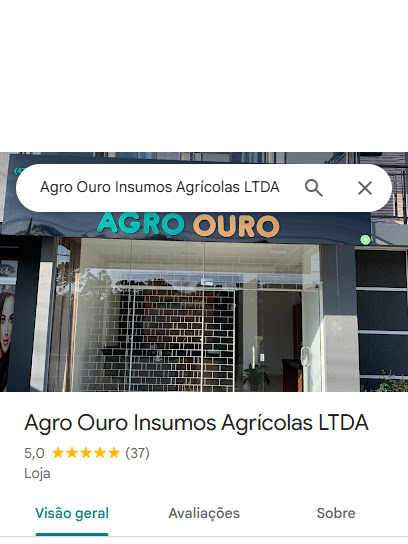 Agro Ouro Insumos Agrícolas LTDA
AGRO OURO
Agro Ouro Insumos Agrícolas LTDA
5,0 (37)
Loja
Visão geral Avaliações Sobre